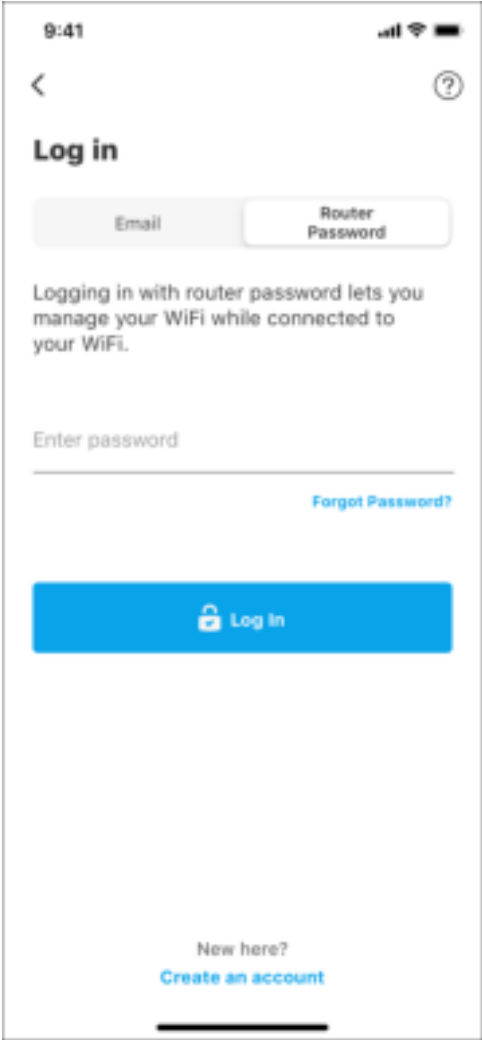 9:41
Log in
Email
Router
Password
Logging in with router password lets you
manage your WiFi while connected to
your WiFi.
Enter password
Forgot Password?
Log In
New here?
Create an account